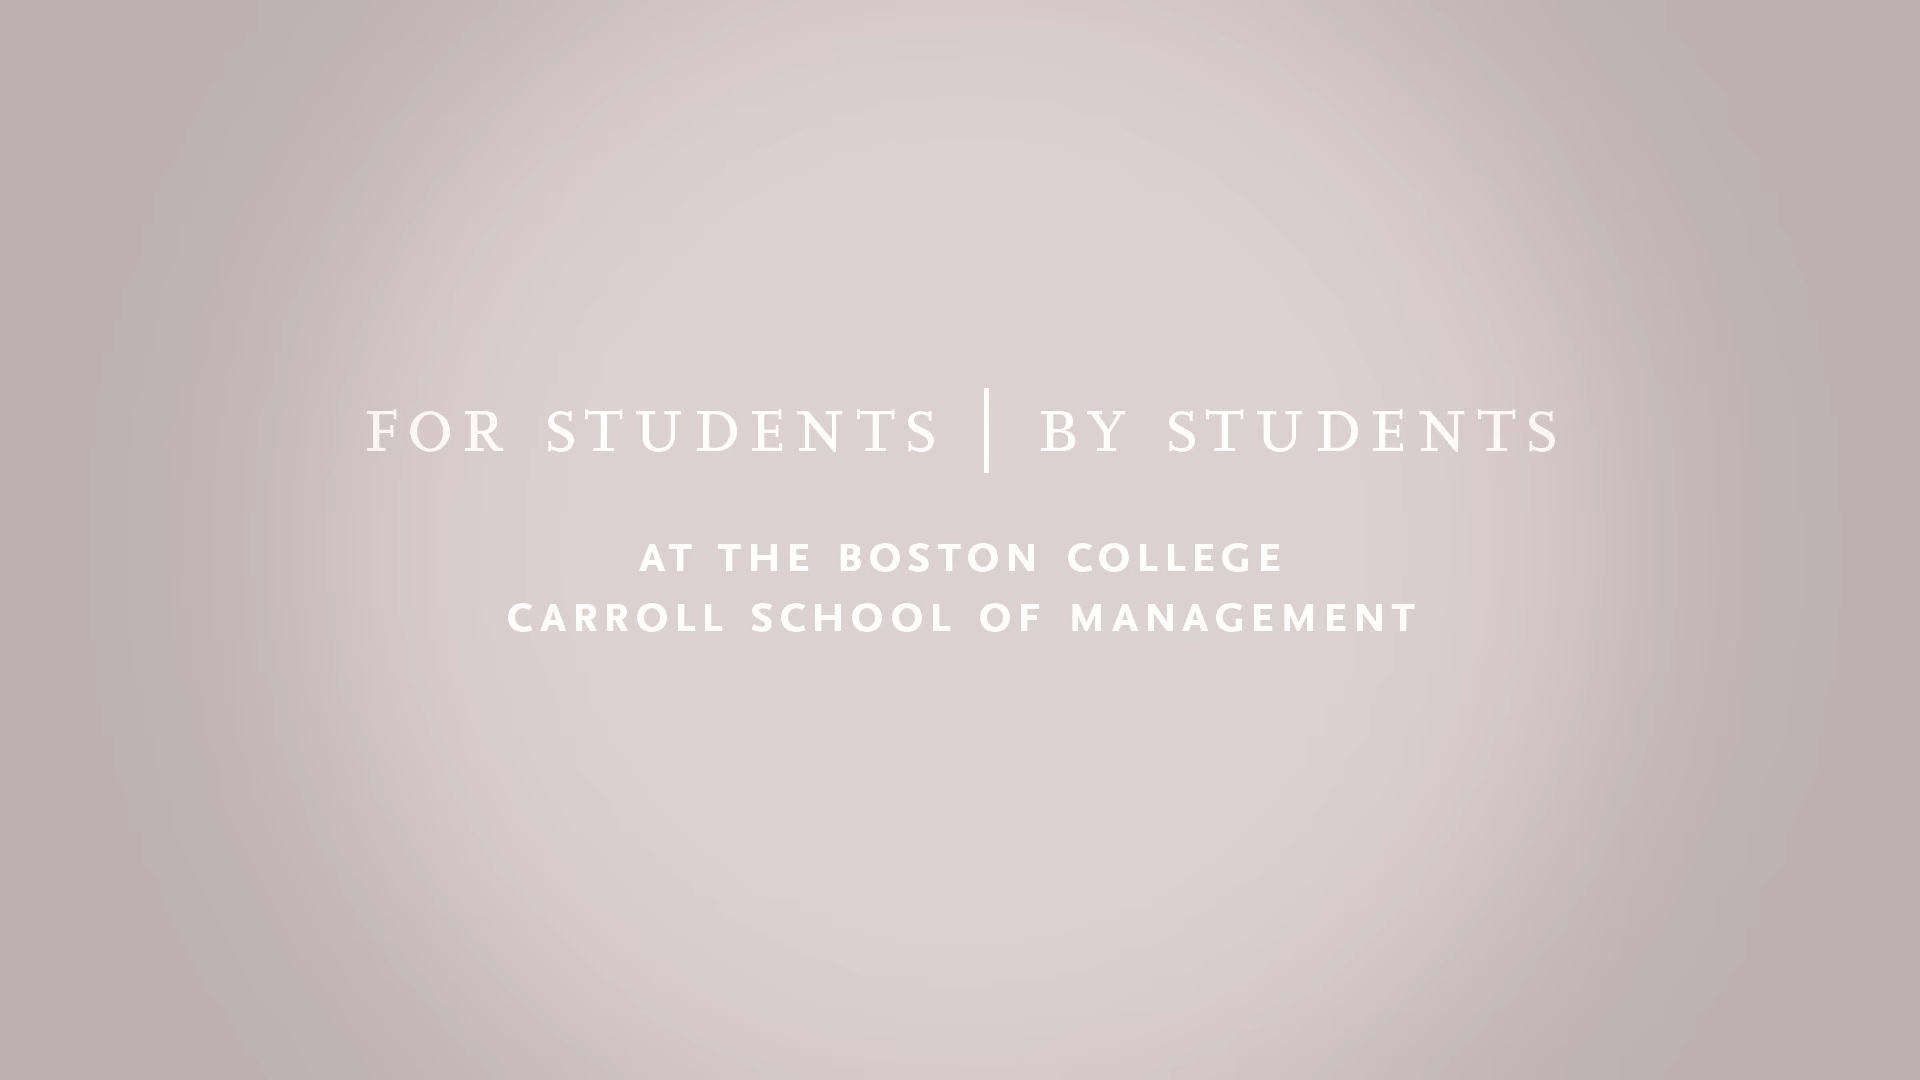 FOR STUDENTS | BY STUDENTS
AT THE BOSTON COLLEGE
CARROLL SCHOOL OF MANAGEMENT